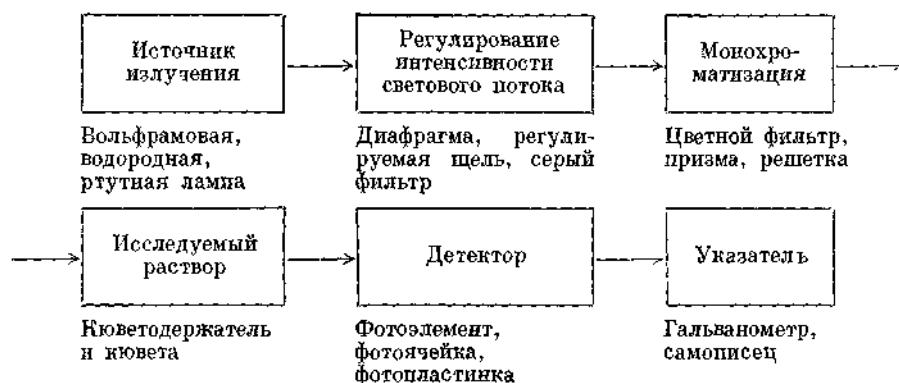 Источник
излучения
Регулирование
интенсивности
светового потока
Монохро-
матизация
Вольфрамовая,
водородная,
ртутная лампа
Диафрагма, регули-
руемая щель, серый
фильтр
Цветной фильтр,
призма, решетка
Исследуемый
раствор
Детектор
Указатель
Кюветодержатель
и кювета
Фотоэлемент,
фотоячейка,
фотопластинка
Гальванометр,
самописец